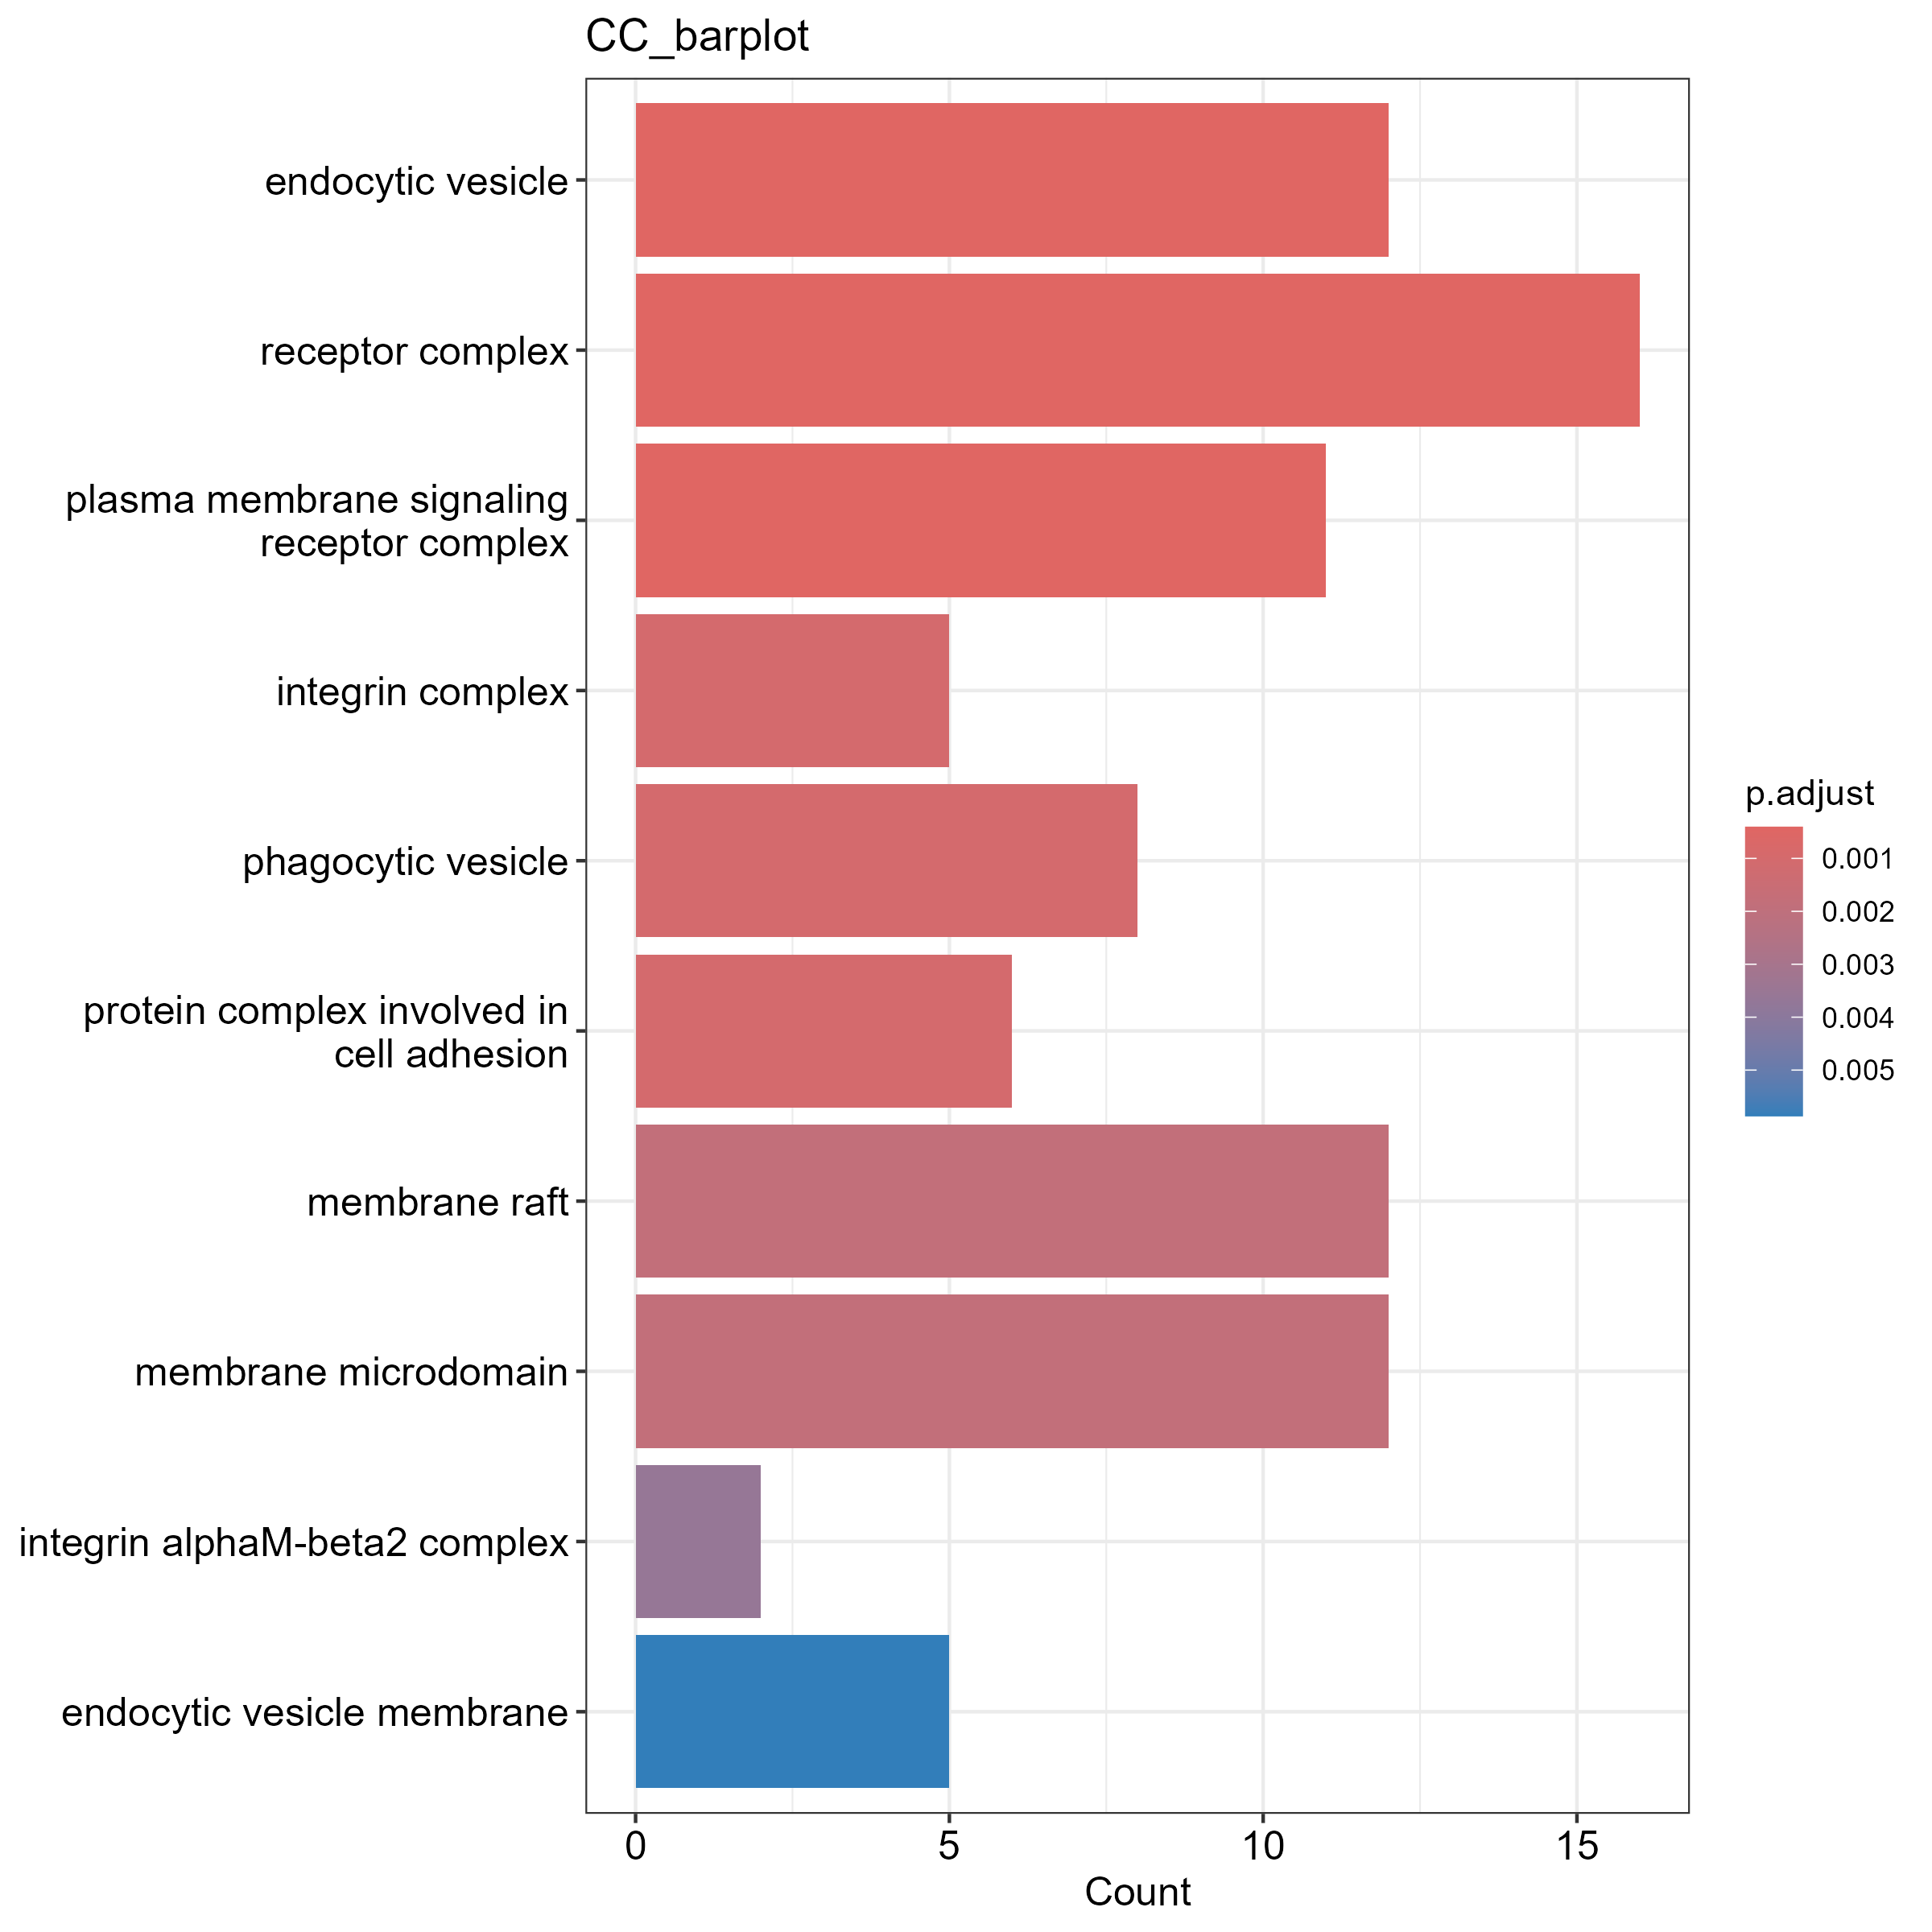 CC_barplot
endocytic vesicle
receptor complex
plasma membrane signaling
receptor complex
integrin complex
phagocytic vesicle
protein complex involved in
cell adhesion
membrane raft
membrane microdomain
integrin alphaM-beta2 complex
endocytic vesicle membrane
0 5 10 15
Count
p.adjust
0.001
0.002
0.003
0.004
0.005